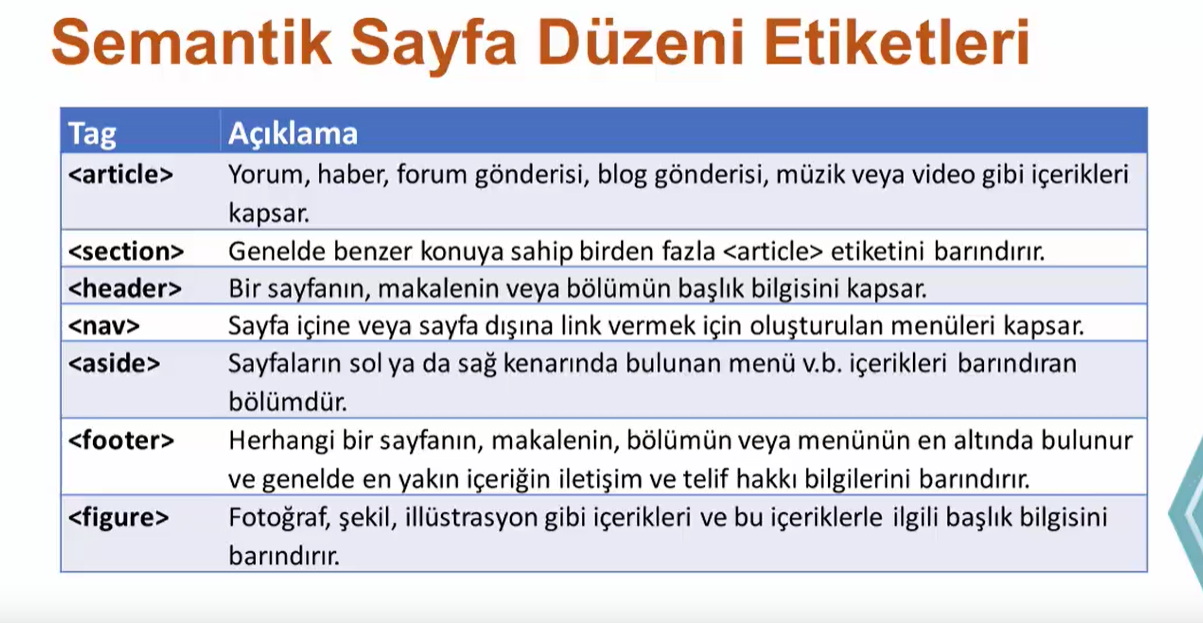 Semantik Sayfa Düzeni Etiketleri
Tag Açıklama
<article> Yorum, haber, forum gönderisi, blog gönderisi, müzik veya video gibi içerikleri
kapsar.
<section> Genelde benzer konuya sahip birden fazla <article> etiketini barındırır.
<header> Bir sayfanın, makalenin veya bölümün başlık bilgisini kapsar.
<nav> Sayfa içine veya sayfa dışına link vermek için oluşturulan menüleri kapsar.
<aside> Sayfaların sol ya da sağ kenarında bulunan menü v.b. içerikleri barındıran
bölümdür.
<footer> Herhangi bir sayfanın, makalenin, bölümün veya menünün en altında bulunur
ve genelde en yakın içeriğin iletişim ve telif hakkı bilgilerini barındırır.
<figure> Fotoğraf, şekil, illüstrasyon gibi içerikleri ve bu içeriklerle ilgili başlık bilgisini
barındırır.